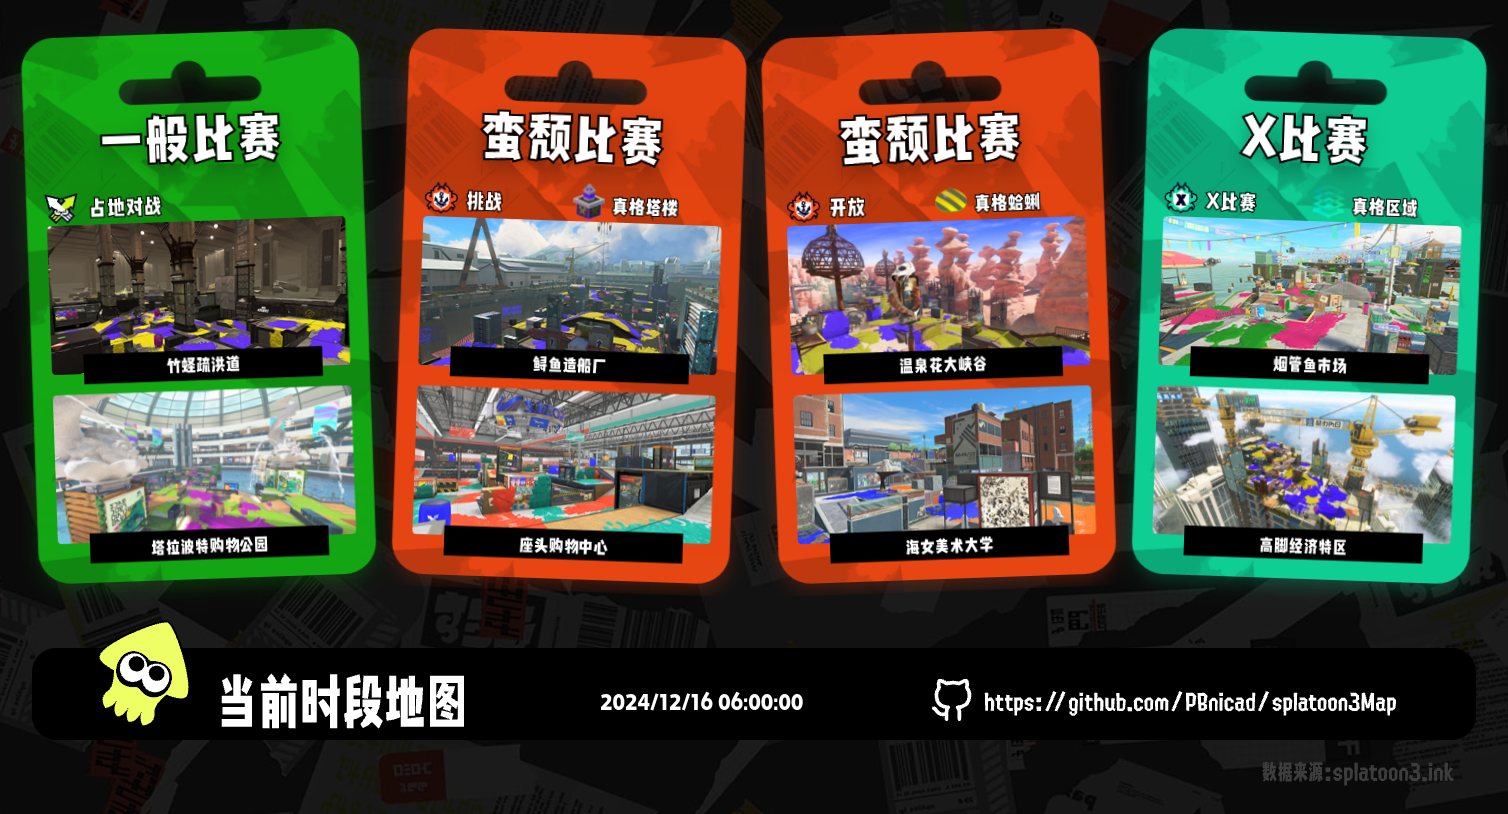 一般比赛
占地对战
竹蛏疏洪道
塔拉波特购物公园
蛮颓比赛
挑战
真格塔楼
鲟鱼造船厂
座头购物中心
蛮颓比赛
开放
真格蛤蜊
温泉花大峡谷
海女美术大学
X比赛
X比赛
真格区域
烟管鱼市场
高脚经济特区
当前时段地图
2024/12/16 06:00:00
https://github.com/PBnicad/splatoon3Map
数据来源:splatoon3.ink